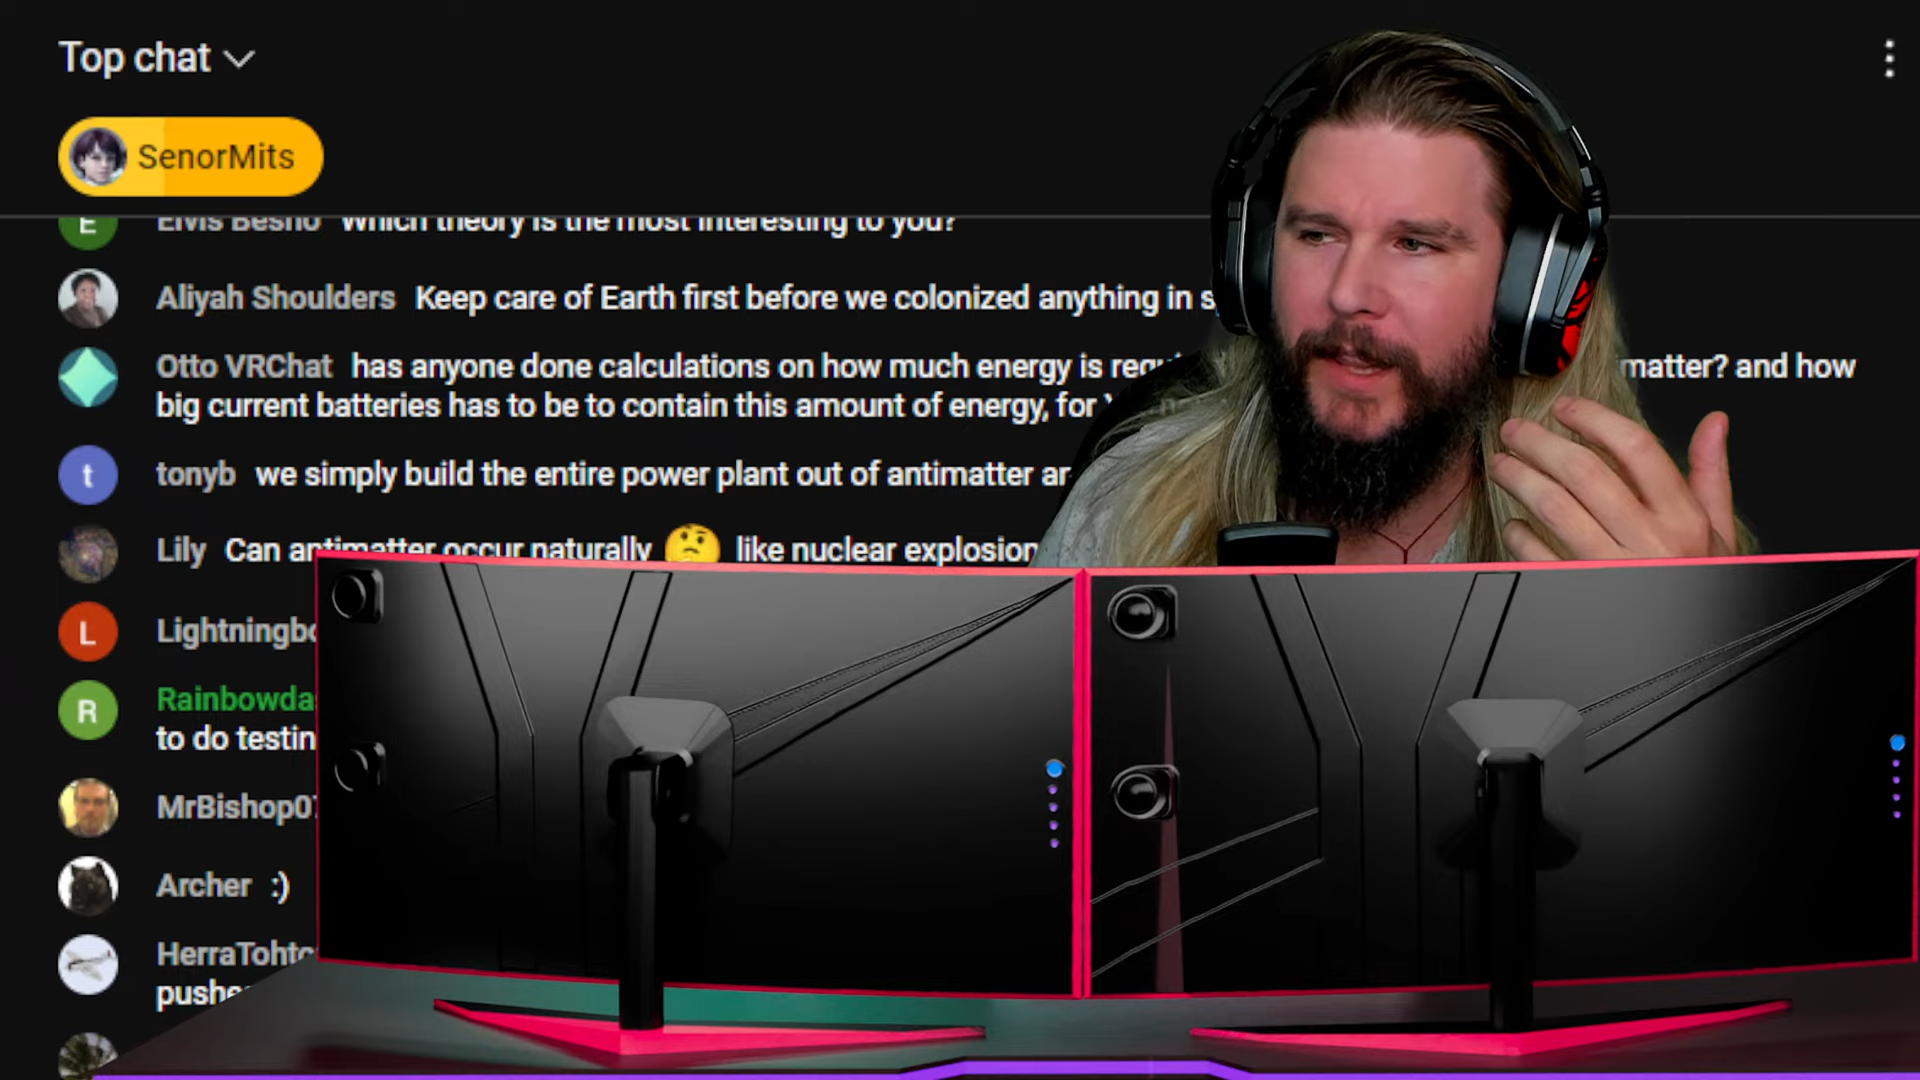 Top chat
SenorMits
E Elvis Besho Which theory is the most interesting to you?
Aliyah Shoulders Keep care of Earth first before we colonized anything in s
Otto VRChat has anyone done calculations on how much energy is requ matter? and how
big current batteries has to be to contain this amount of energy, for
t tonyb we simply build the entire power plant out of antimatter ar
Lily Can antimatter occur naturally 🤔 like nuclear explosion
L Lightningbo
R Rainbowdas
to do testin
MrBishop07
Archer :)
HerraTohto
pushe